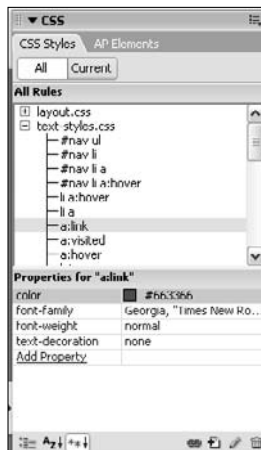 CSS
CSS Styles AP Elements
All Current
All Rules
layout.css
text-styles.css
#nav ul
#nav li
#nav li a
#nav li a:hover
li a:hover
li a
a:link
a:visited
a:hover
Properties for "a:link"
color #663366
font-family Georgia, "Times New Ro...
font-weight normal
text-decoration none
Add Property